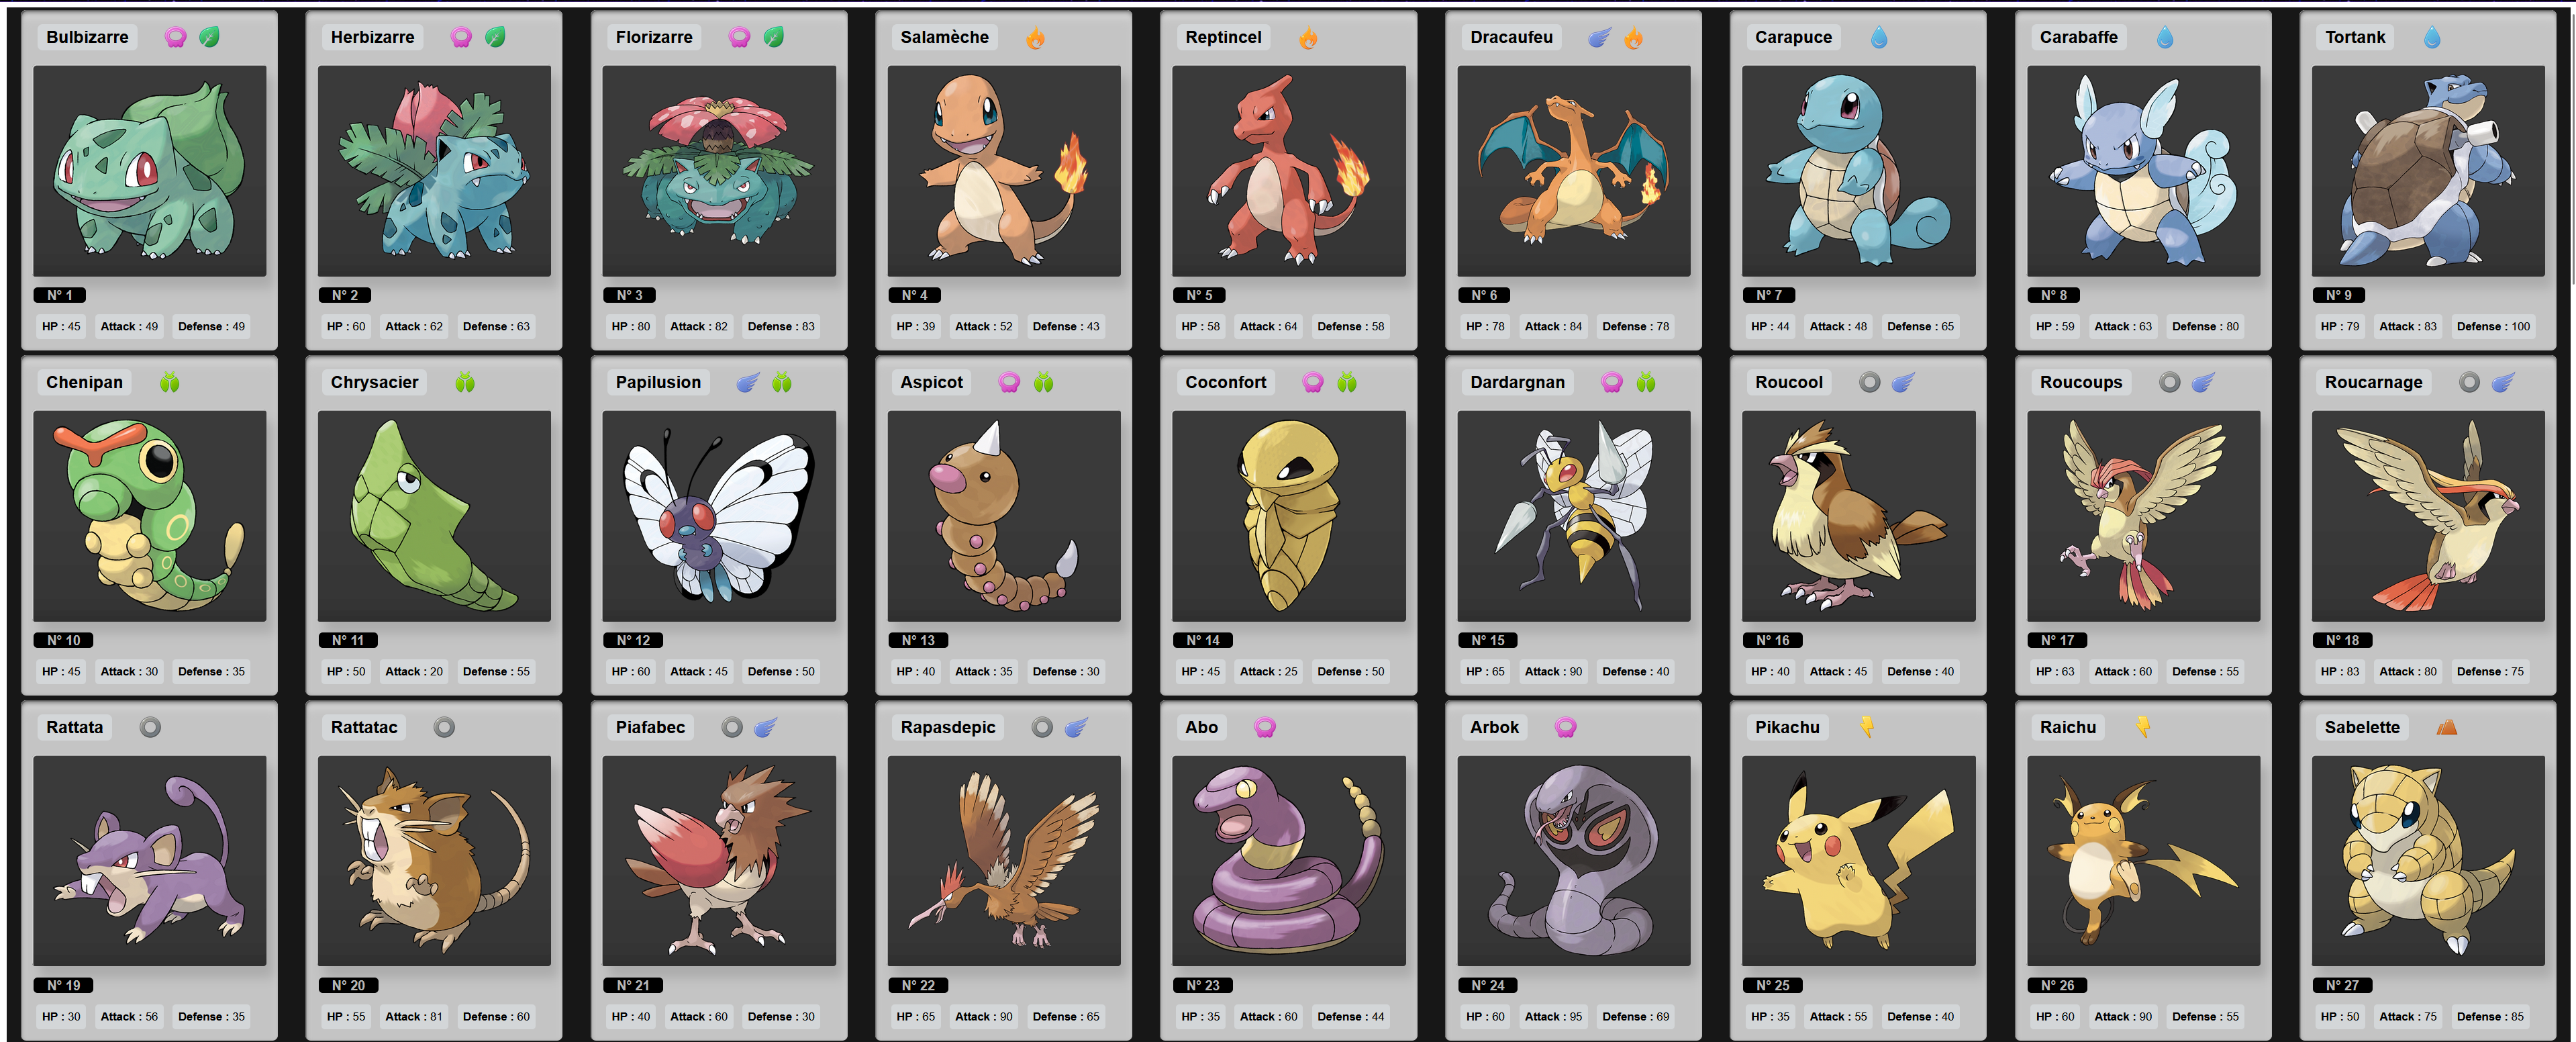 Bulbizarre
Herbizarre
Florizarre
Salamèche
Reptincel
Dracaufeu
Carapuce
Carabaffe
Tortank
N° 1
N° 2
N° 3
N° 4
N° 5
N° 6
N° 7
N° 8
N° 9
HP : 45 Attack : 49 Defense : 49
HP : 60 Attack : 62 Defense : 63
HP : 80 Attack : 82 Defense : 83
HP : 39 Attack : 52 Defense : 43
HP : 58 Attack : 64 Defense : 58
HP : 78 Attack : 84 Defense : 78
HP : 44 Attack : 48 Defense : 65
HP : 59 Attack : 63 Defense : 80
HP : 79 Attack : 83 Defense : 100
Chenipan
Chrysacier
Papilusion
Aspicot
Coconfort
Dardargnan
Roucool
Roucoups
Roucarnage
N° 10
N° 11
N° 12
N° 13
N° 14
N° 15
N° 16
N° 17
N° 18
HP : 45 Attack : 30 Defense : 35
HP : 50 Attack : 20 Defense : 55
HP : 60 Attack : 45 Defense : 50
HP : 40 Attack : 35 Defense : 30
HP : 45 Attack : 25 Defense : 50
HP : 65 Attack : 90 Defense : 40
HP : 40 Attack : 45 Defense : 40
HP : 63 Attack : 60 Defense : 55
HP : 83 Attack : 80 Defense : 75
Rattata
Rattatac
Piafabec
Rapasdepic
Abo
Arbok
Pikachu
Raichu
Sabelette
N° 19
N° 20
N° 21
N° 22
N° 23
N° 24
N° 25
N° 26
N° 27
HP : 30 Attack : 56 Defense : 35
HP : 55 Attack : 81 Defense : 60
HP : 40 Attack : 60 Defense : 30
HP : 65 Attack : 90 Defense : 65
HP : 35 Attack : 60 Defense : 44
HP : 60 Attack : 95 Defense : 69
HP : 35 Attack : 55 Defense : 40
HP : 60 Attack : 90 Defense : 55
HP : 50 Attack : 75 Defense : 85